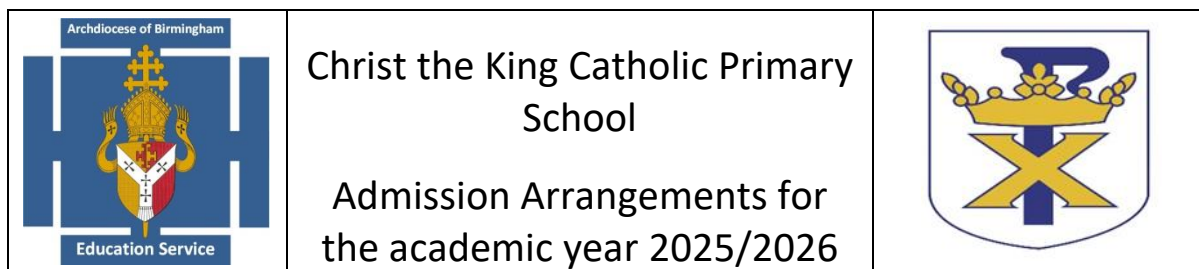 Archdiocese of Birmingham
Education Service
Christ the King Catholic Primary
School
Admission Arrangements for
the academic year 2025/2026